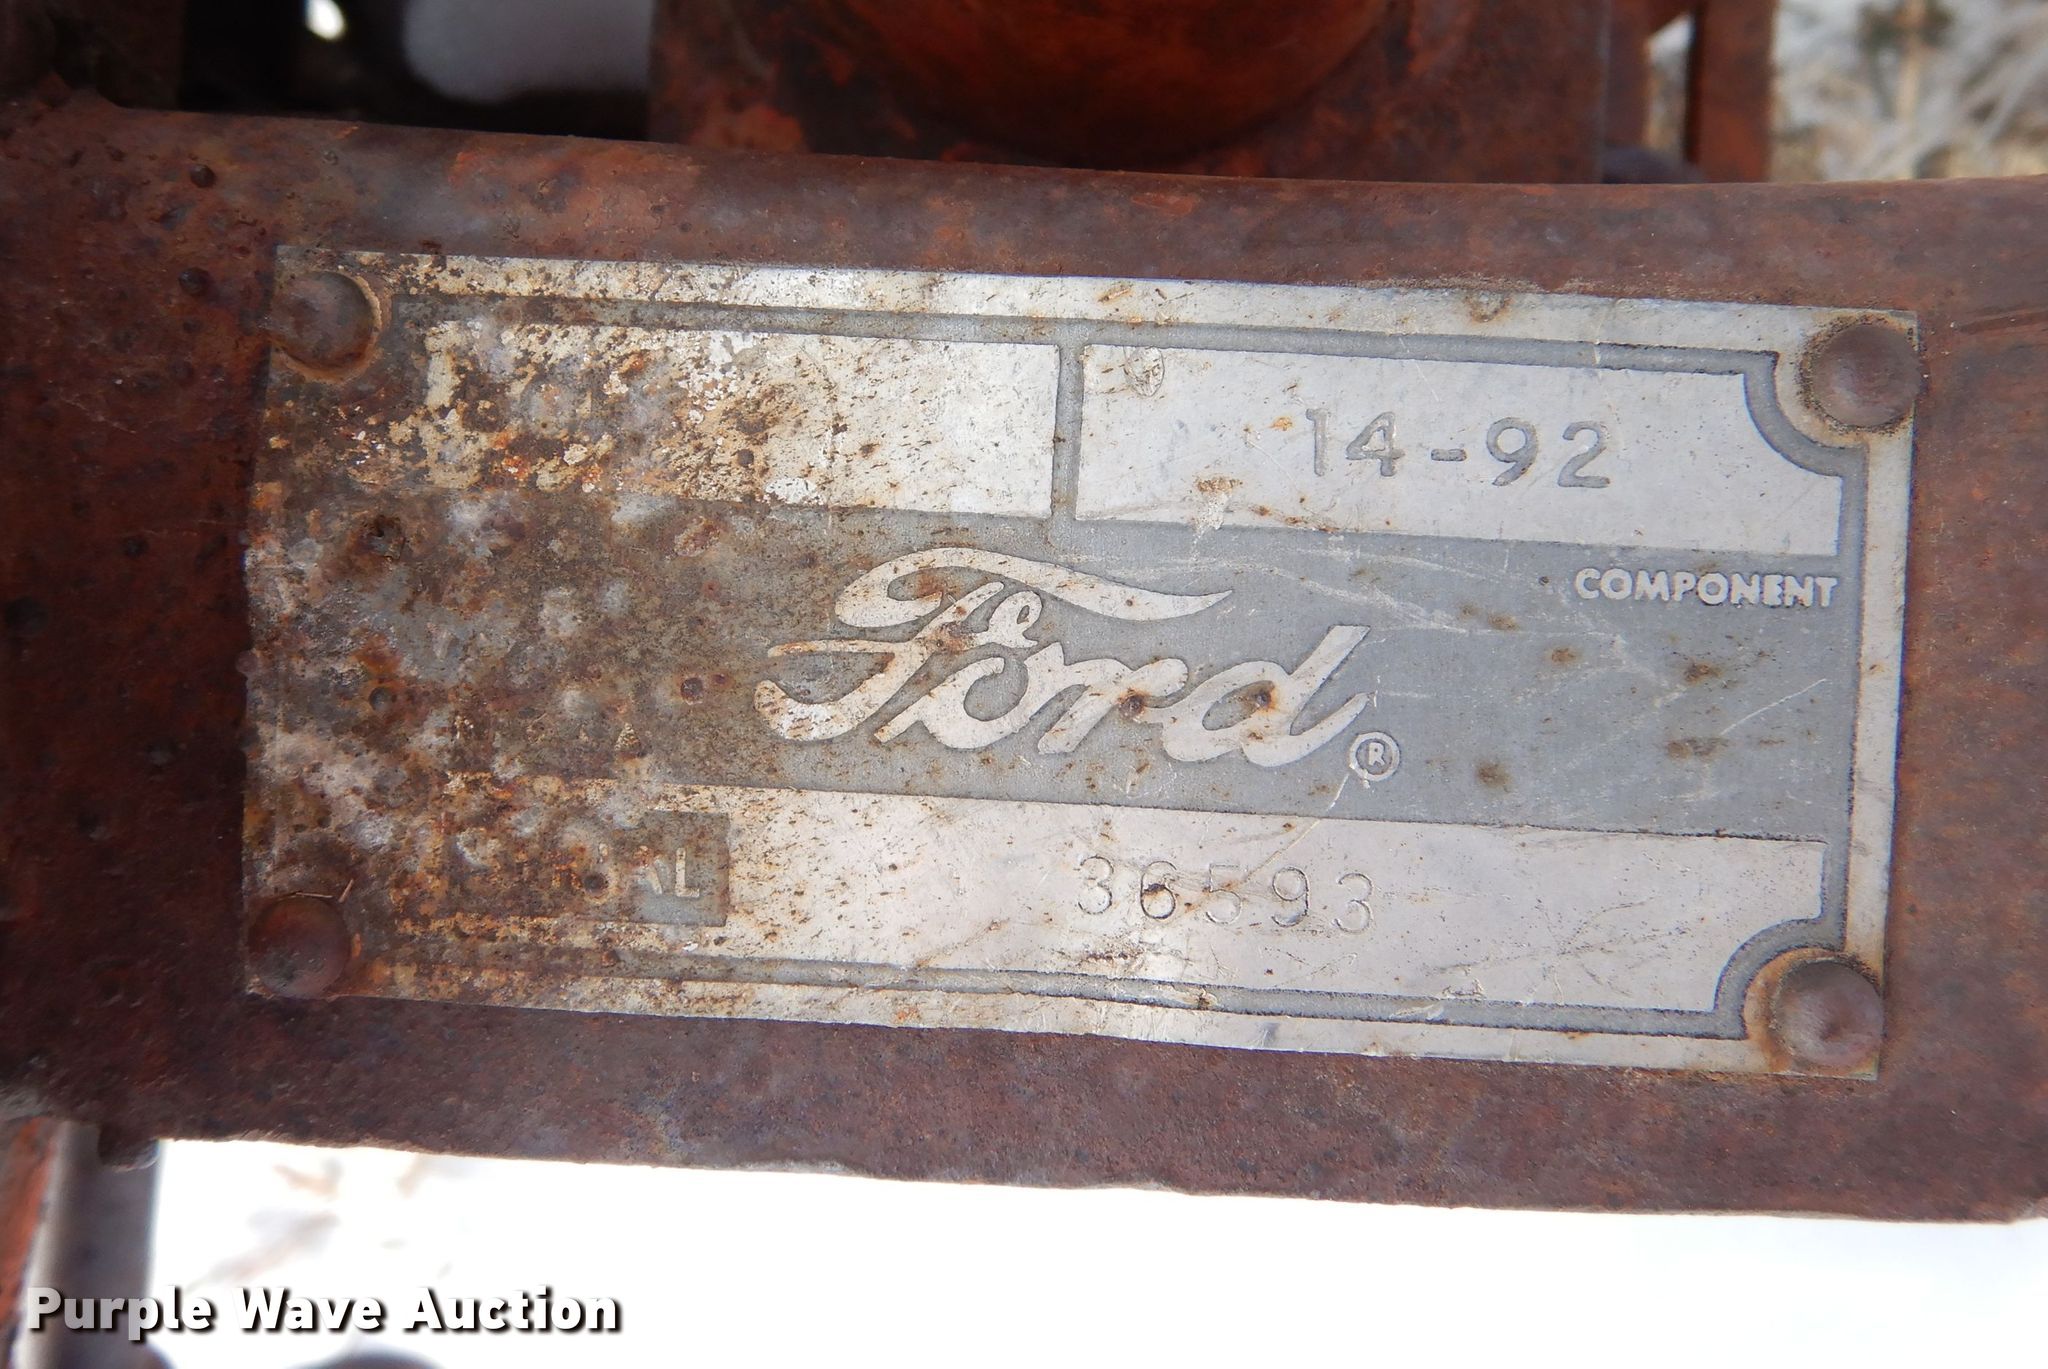 14-92
COMPONENT
Ford®
36593
Purple Wave Auction